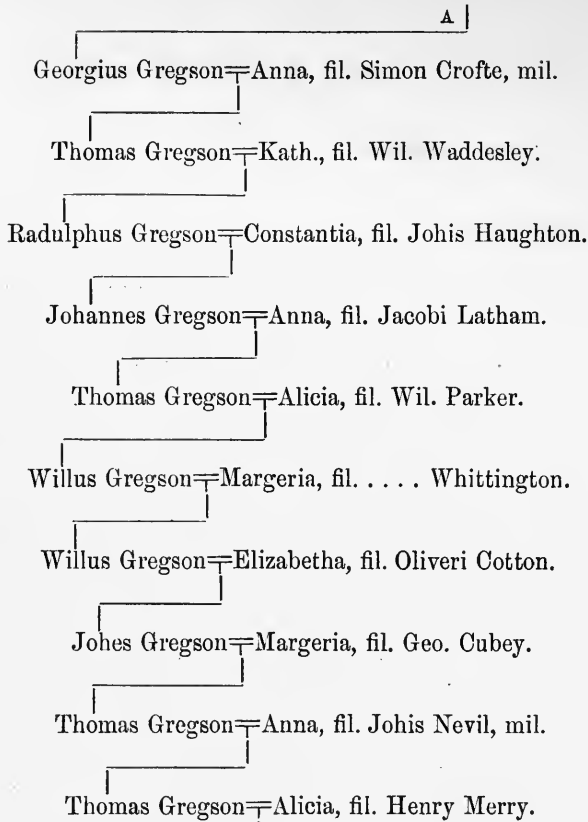 A
Georgius Gregson=Anna, fil. Simon Crofte, mil.
Thomas Gregson=Kath., fil. Wil. Waddesley.
Radulphus Gregson=Constantia, fil. Johis Haughton.
Johannes Gregson=Anna, fil. Jacobi Latham.
Thomas Gregson=Alicia, fil. Wil. Parker.
Willus Gregson=Margeria, fil. . . . . . Whittington.
Willus Gregson=Elizabetha, fil. Oliveri Cotton.
Johes Gregson=Margeria, fil. Geo. Cubey.
Thomas Gregson=Anna, fil. Johis Nevil, mil.
Thomas Gregson=Alicia, fil. Henry Merry.